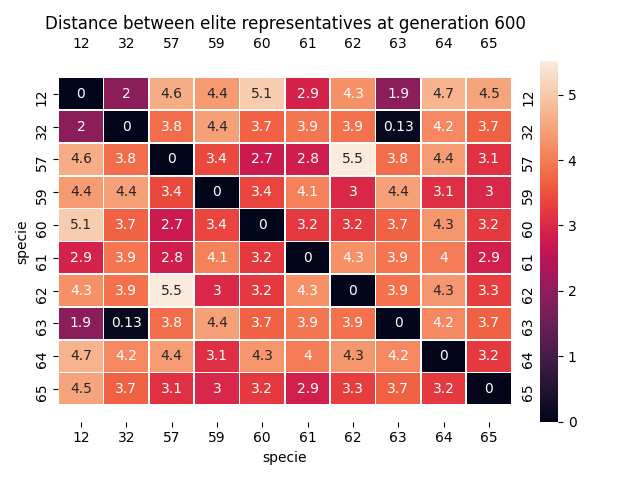 Distance between elite representatives at generation 600
12 32 57 59 60 61 62 63 64 65
12 0 2 4.6 4.4 5.1 2.9 4.3 1.9 4.7 4.5 12
32 2 0 3.8 4.4 3.7 3.9 3.9 0.13 4.2 3.7 32
57 4.6 3.8 0 3.4 2.7 2.8 5.5 3.8 4.4 3.1 57
59 4.4 4.4 3.4 0 3.4 4.1 3 4.4 3.1 3 59
60 5.1 3.7 2.7 3.4 0 3.2 3.2 3.7 4.3 3.2 60
61 2.9 3.9 2.8 4.1 3.2 0 4.3 3.9 4 2.9 61
62 4.3 3.9 5.5 3 3.2 4.3 0 3.9 4.3 3.3 62
63 1.9 0.13 3.8 4.4 3.7 3.9 3.9 0 4.2 3.7 63
64 4.7 4.2 4.4 3.1 4.3 4 4.3 4.2 0 3.2 64
65 4.5 3.7 3.1 3 3.2 2.9 3.3 3.7 3.2 0 65
12 32 57 59 60 61 62 63 64 65
specie
specie
5
4
3
2
1
0